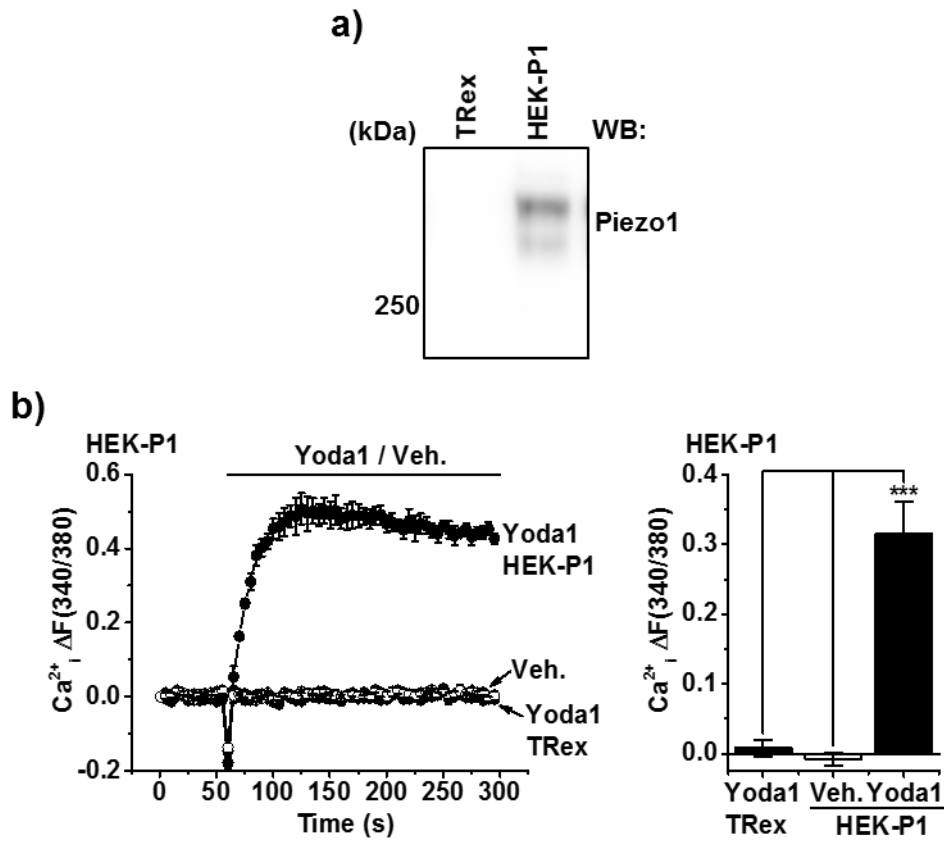 a)
TRex
HEK-P1
(kDa)
WB:
Piezo1
250
b)
HEK-P1
Yoda1 / Veh.
Ca²⁺ᵢ ΔF(340/380)
0.6
0.4
0.2
0.0
-0.2
Yoda1
HEK-P1
Veh.
Yoda1
TRex
0 50 100 150 200 250 300
Time (s)
HEK-P1
***
Ca²⁺ᵢ ΔF(340/380)
0.4
0.3
0.2
0.1
0.0
Yoda1 Veh. Yoda1
TRex HEK-P1